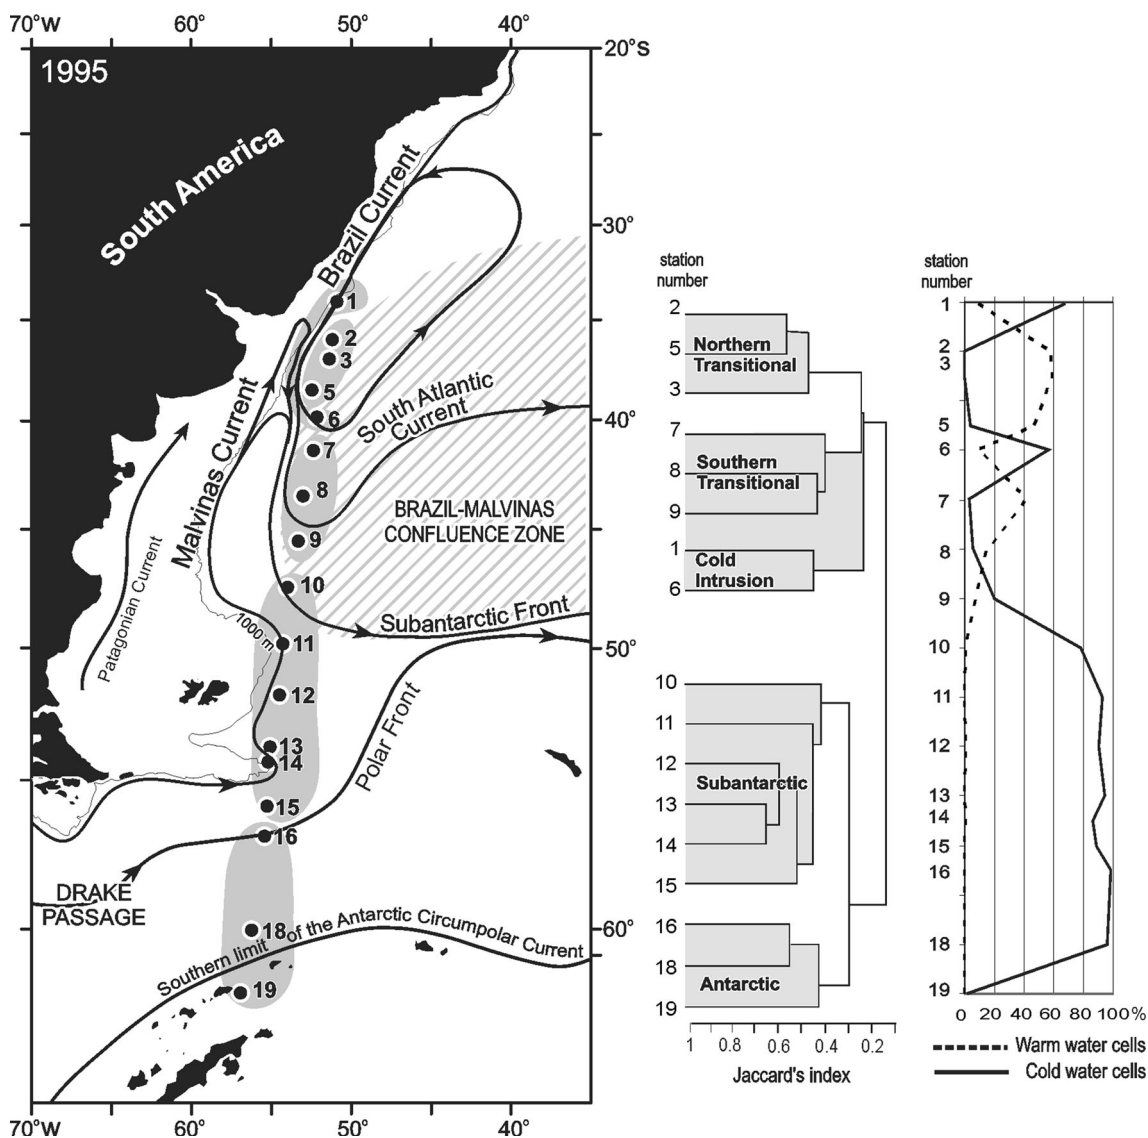 70°W
60°
50°
40°
20°S
1995
South America
Brazil Current
30°
1
2
3
5
6
7
8
9
10
11
12
13
14
15
16
18
19
South Atlantic
Current
40°
Malvinas Current
Patagonian Current
BRAZIL-MALVINAS
CONFLUENCE ZONE
Subantarctic Front
1000 m
50°
Polar Front
DRAKE
PASSAGE
Southern limit of the Antarctic Circumpolar Current
60°
70°W
60°
50°
40°
station
number
2
5
3
7
8
9
1
6
10
11
12
13
14
15
16
18
19
Northern
Transitional
Southern
Transitional
Cold
Intrusion
Subantarctic
Antarctic
1
0.8
0.6
0.4
0.2
Jaccard's index
station
number
1
2
3
5
6
7
8
9
10
11
12
13
14
15
16
18
19
0
20
40
60
80
100%
Warm water cells
Cold water cells